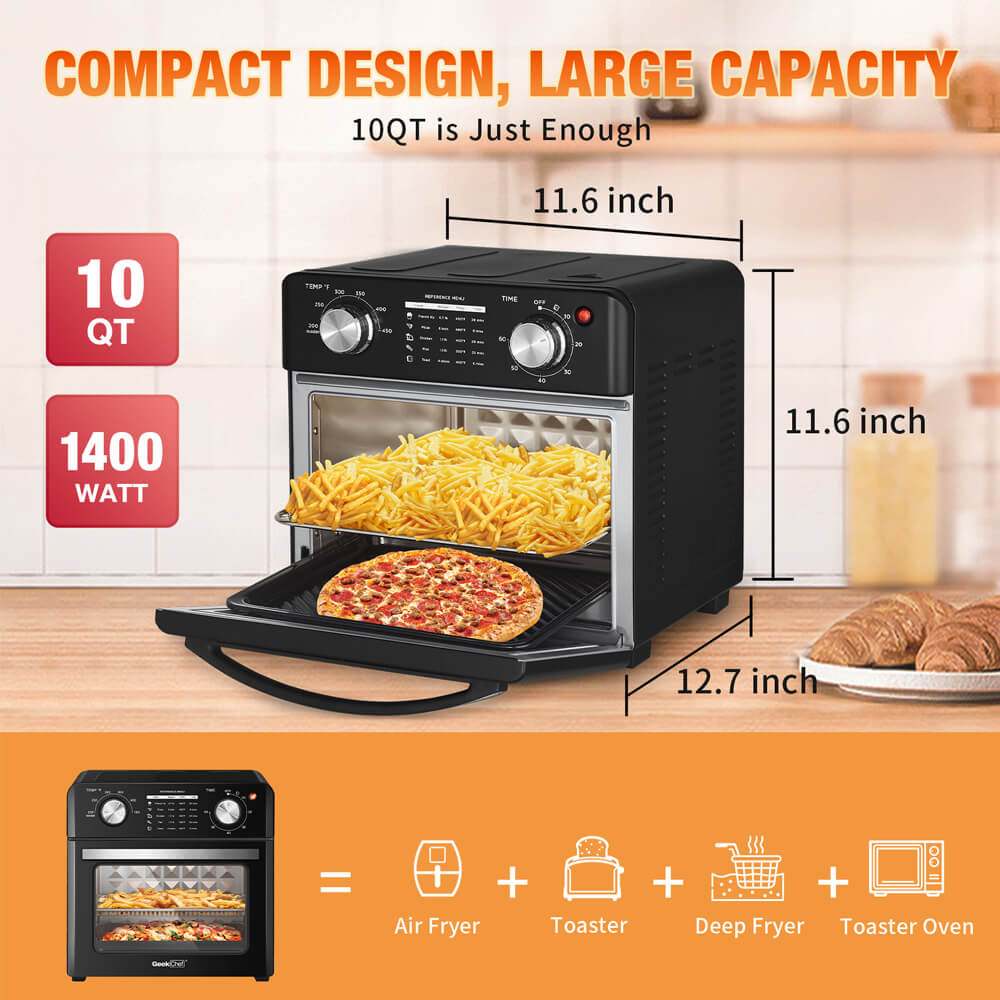 COMPACT DESIGN, LARGE CAPACITY
10QT is Just Enough
11.6 inch
10
QT
1400
WATT
TEMP °F
200
250
300
350
400
450
REFERENCE MENU
TIME
OFF
10
20
30
40
50
60
11.6 inch
12.7 inch
GeekChef
=
Air Fryer
+
Toaster
+
Deep Fryer
+
Toaster Oven